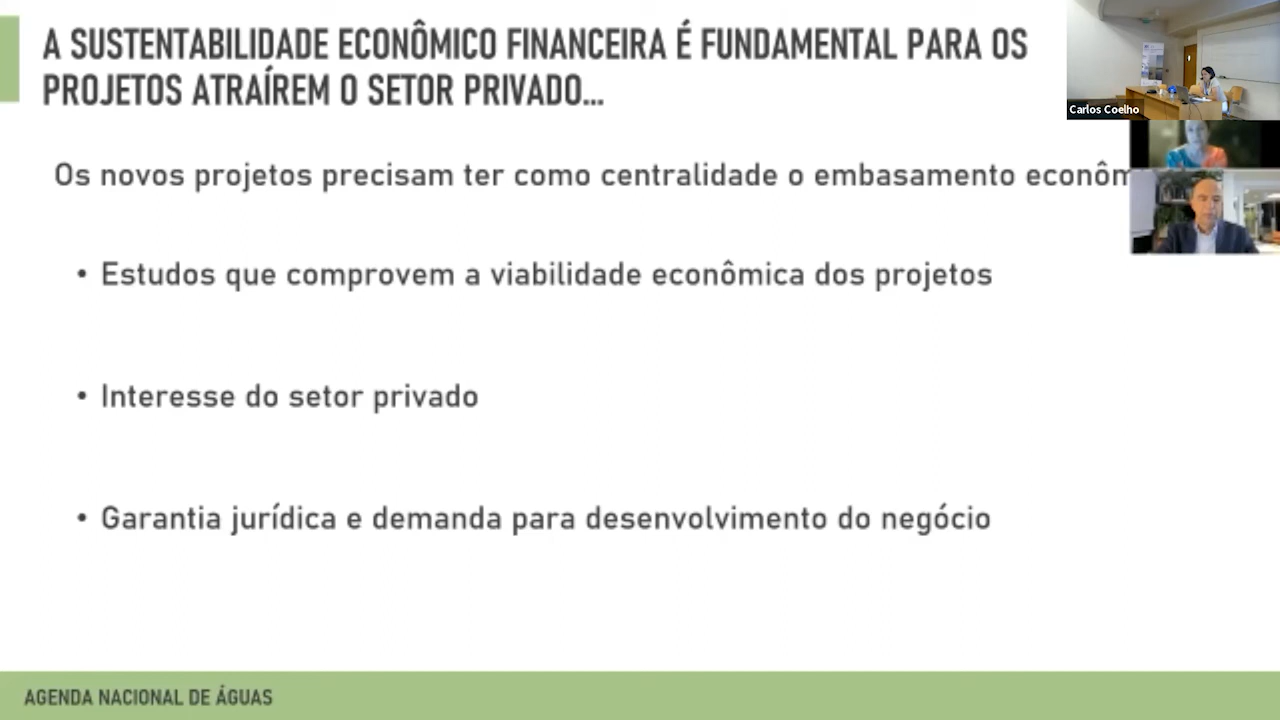 A SUSTENTABILIDADE ECONÔMICO FINANCEIRA É FUNDAMENTAL PARA OS
PROJETOS ATRAÍREM O SETOR PRIVADO...
Carlos Coelho
Os novos projetos precisam ter como centralidade o embasamento econôm
• Estudos que comprovem a viabilidade econômica dos projetos
• Interesse do setor privado
• Garantia jurídica e demanda para desenvolvimento do negócio
AGENDA NACIONAL DE ÁGUAS